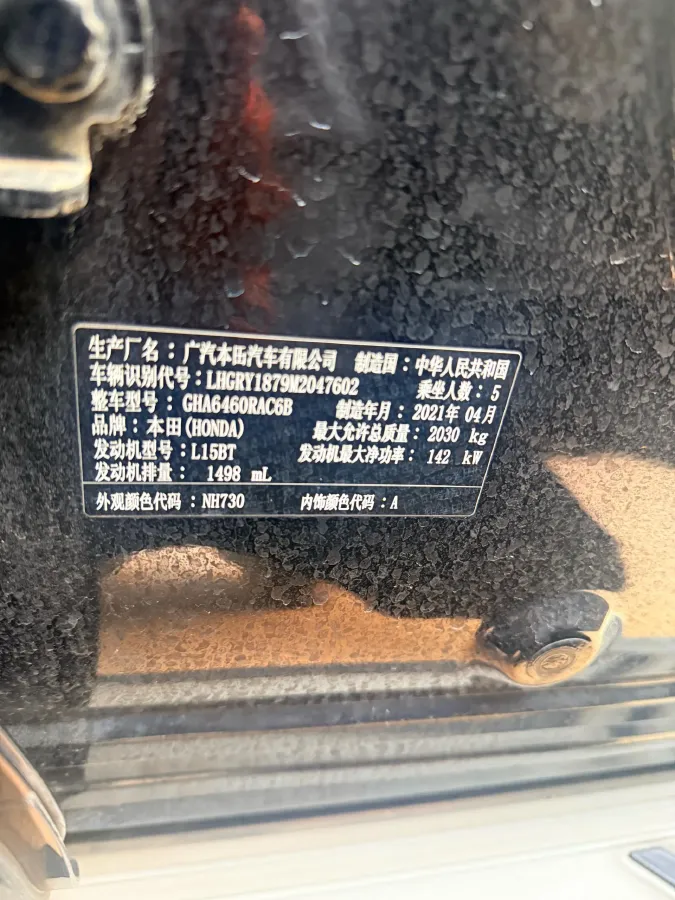 生产厂名：广汽本田汽车有限公司 制造国：中华人民共和国
车辆识别代号：LHGRY1879M2047602 乘坐人数：5
整车型号：GHA6460RAC6B 制造年月：2021年04月
品牌：本田(HONDA) 最大允许总质量：2030 kg
发动机型号：L15BT 发动机最大净功率：142 kW
发动机排量：1498 mL
外观颜色代码：NH730 内饰颜色代码：A